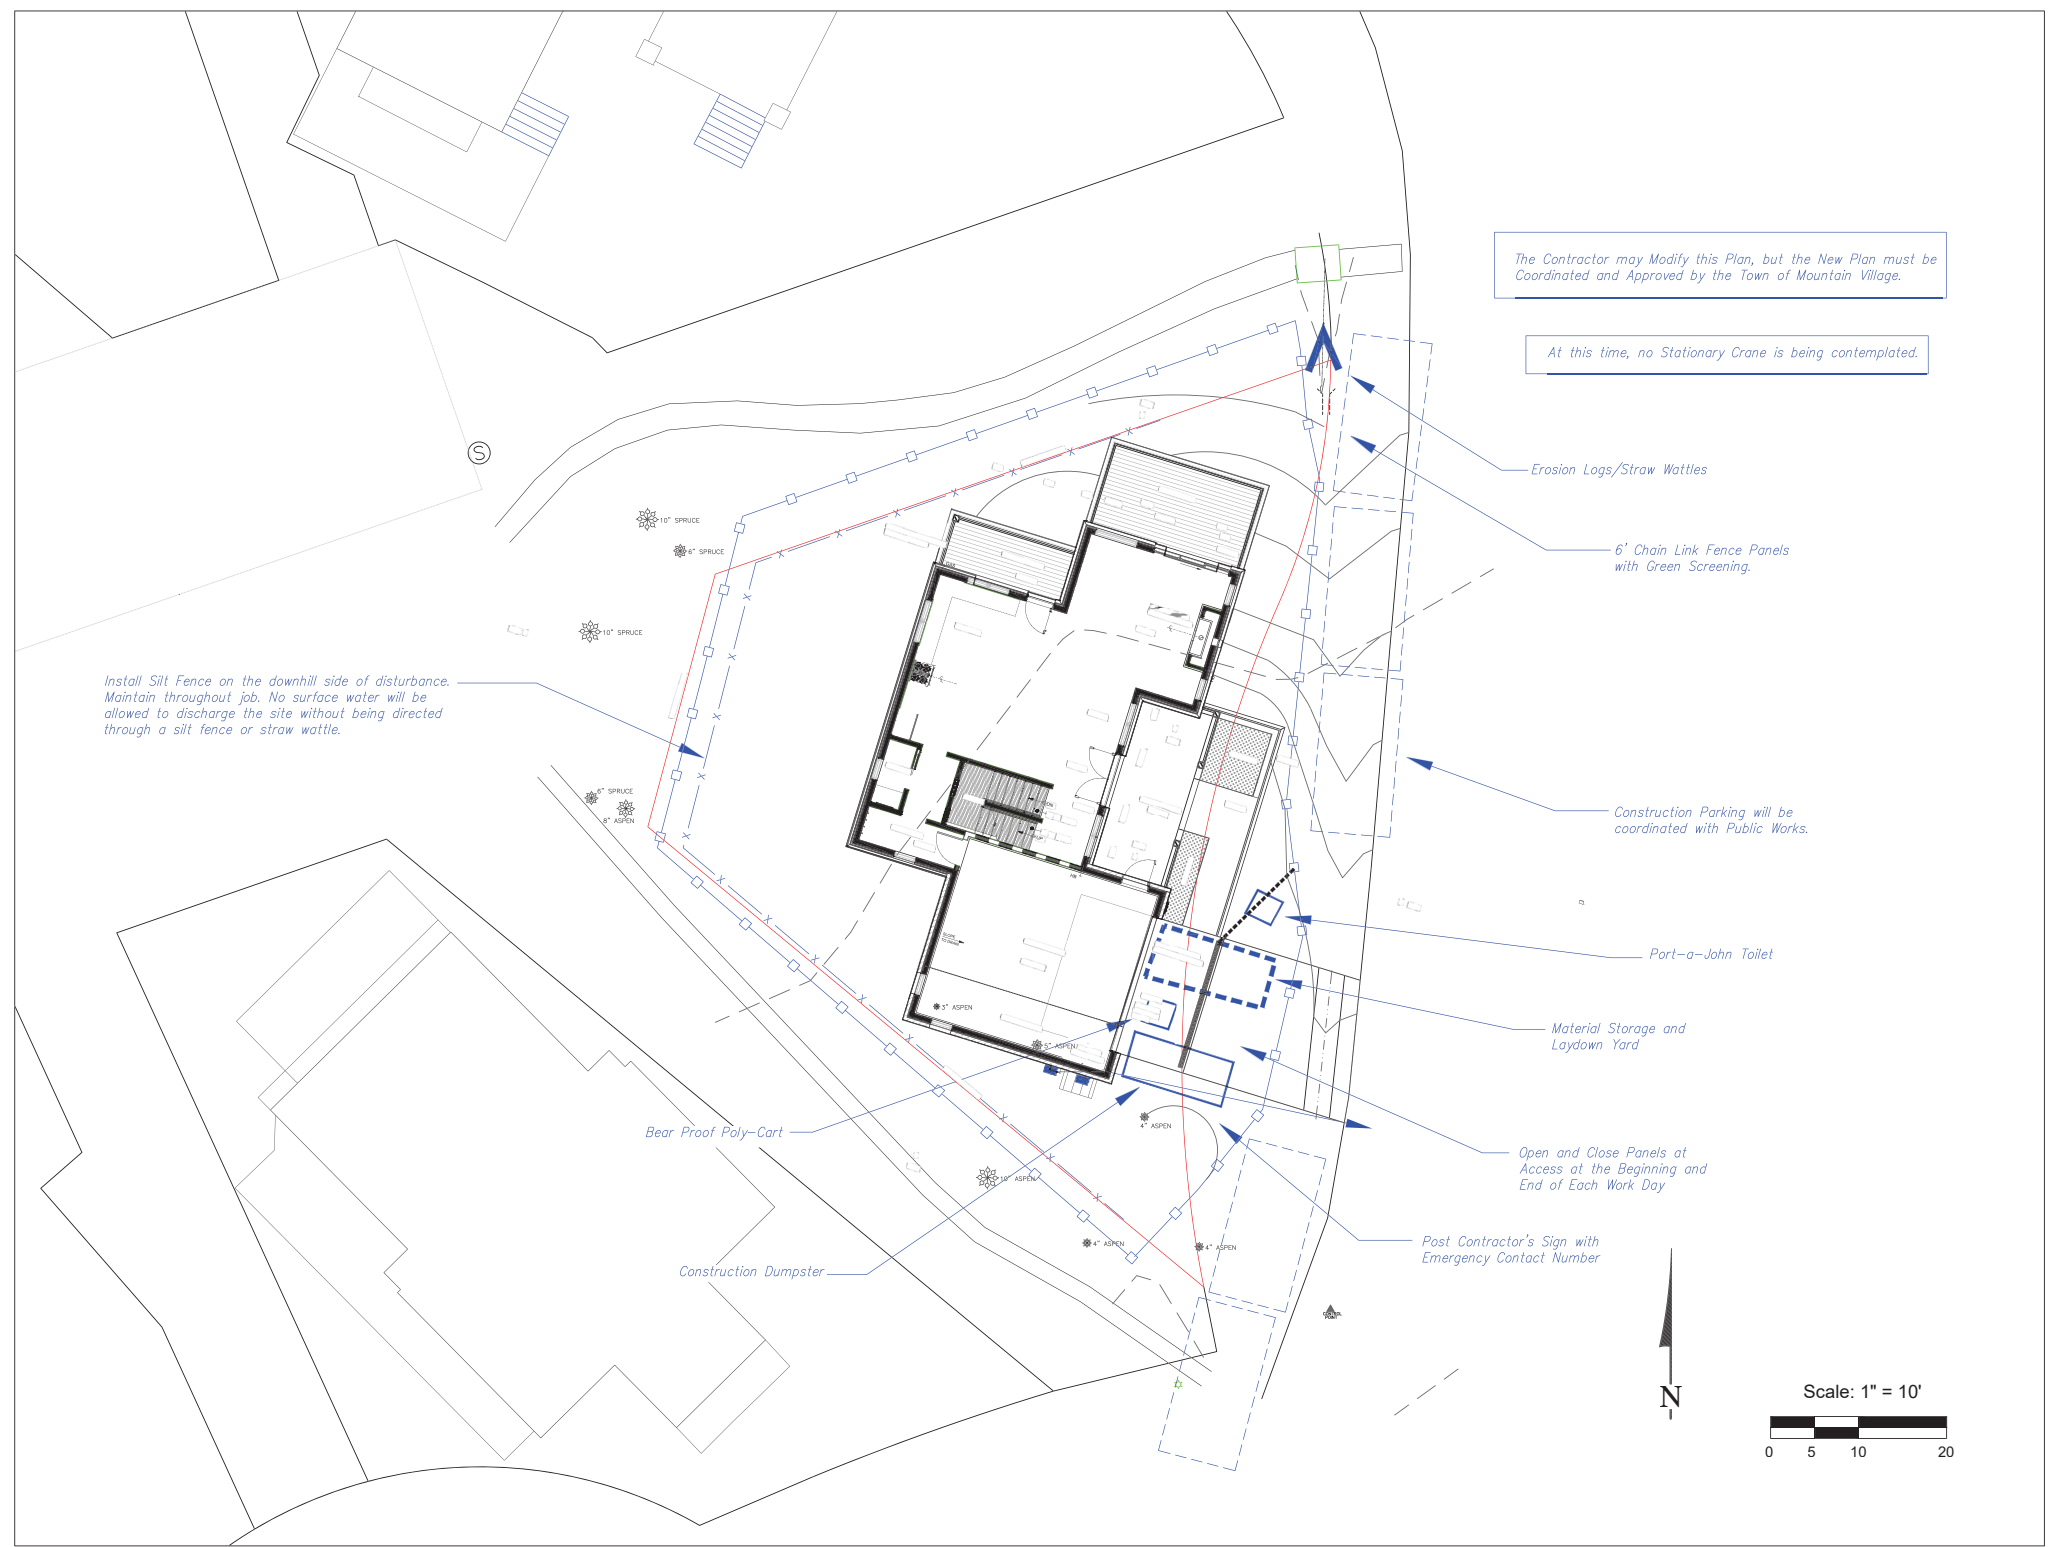 The Contractor may Modify this Plan, but the New Plan must be
Coordinated and Approved by the Town of Mountain Village.
At this time, no Stationary Crane is being contemplated.
S
Erosion Logs/Straw Wattles
10" SPRUCE
6" SPRUCE
6' Chain Link Fence Panels
with Green Screening.
10" SPRUCE
Install Silt Fence on the downhill side of disturbance.
Maintain throughout job. No surface water will be
allowed to discharge the site without being directed
through a silt fence or straw wattle.
6" SPRUCE
8" ASPEN
Construction Parking will be
coordinated with Public Works.
Port-a-John Toilet
3" ASPEN
Material Storage and
Laydown Yard
5" ASPEN
4" ASPEN
Bear Proof Poly-Cart
Open and Close Panels at
Access at the Beginning and
End of Each Work Day
10" ASPEN
4" ASPEN
4" ASPEN
Post Contractor's Sign with
Emergency Contact Number
Construction Dumpster
CONTROL
POINT
N
Scale: 1" = 10'
0 5 10 20